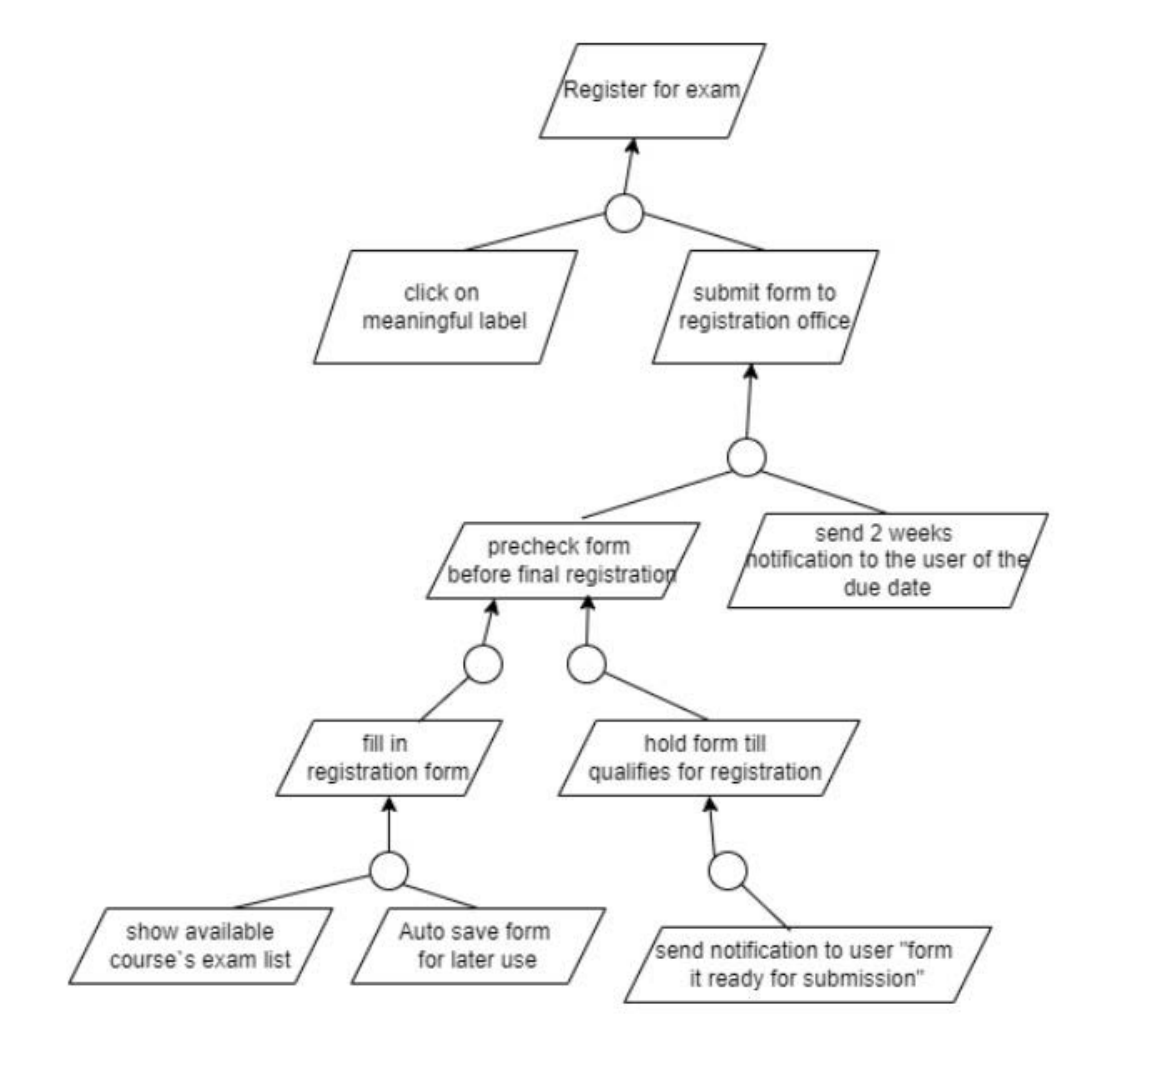 Register for exam
click on
meaningful label
submit form to
registration office
precheck form
before final registration
send 2 weeks
notification to the user of the
due date
fill in
registration form
hold form till
qualifies for registration
show available
course`s exam list
Auto save form
for later use
send notification to user "form
it ready for submission"